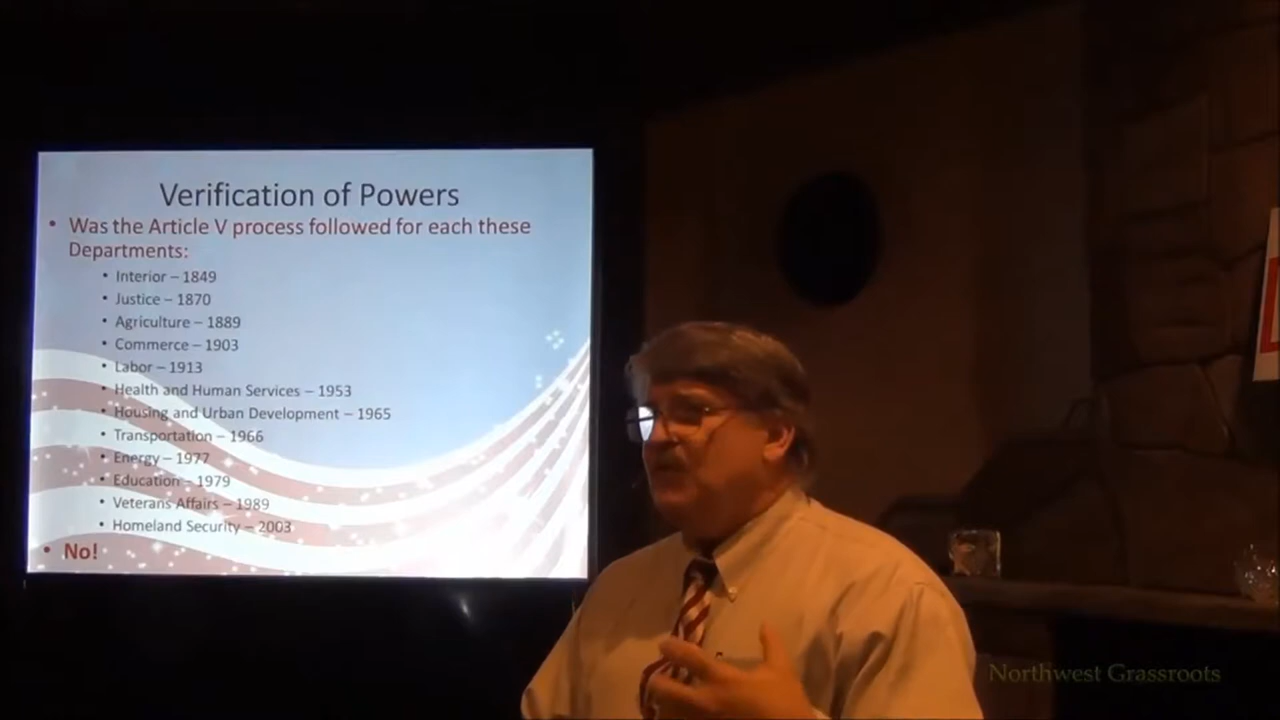 Verification of Powers
• Was the Article V process followed for each these
Departments:
• Interior – 1849
• Justice – 1870
• Agriculture – 1889
• Commerce – 1903
• Labor – 1913
• Health and Human Services – 1953
• Housing and Urban Development – 1965
• Transportation – 1966
• Energy – 1977
• Education – 1979
• Veterans Affairs – 1989
• Homeland Security – 2003
• No!
Northwest Grassroots